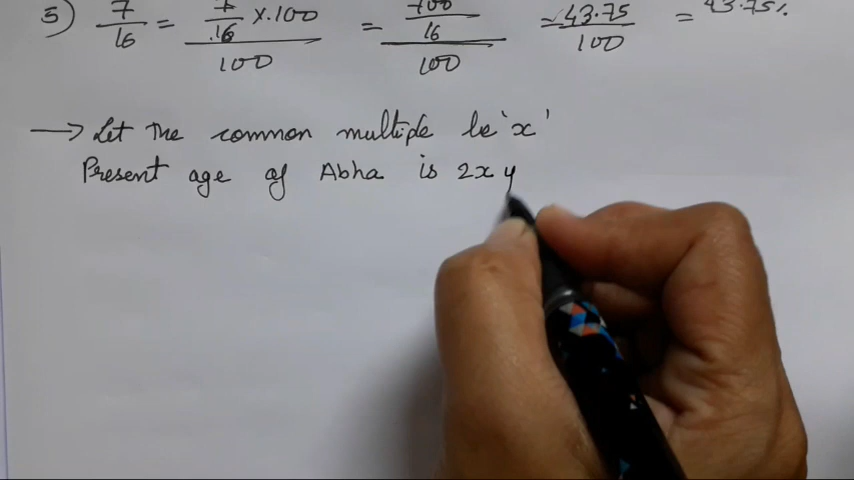 5) 7/16 = 7/16 x 100 / 100 = 700/16 / 100 = 43.75/100 = 43.75%
→ Let the common multiple be 'x'
Present age of Abha is 2x y